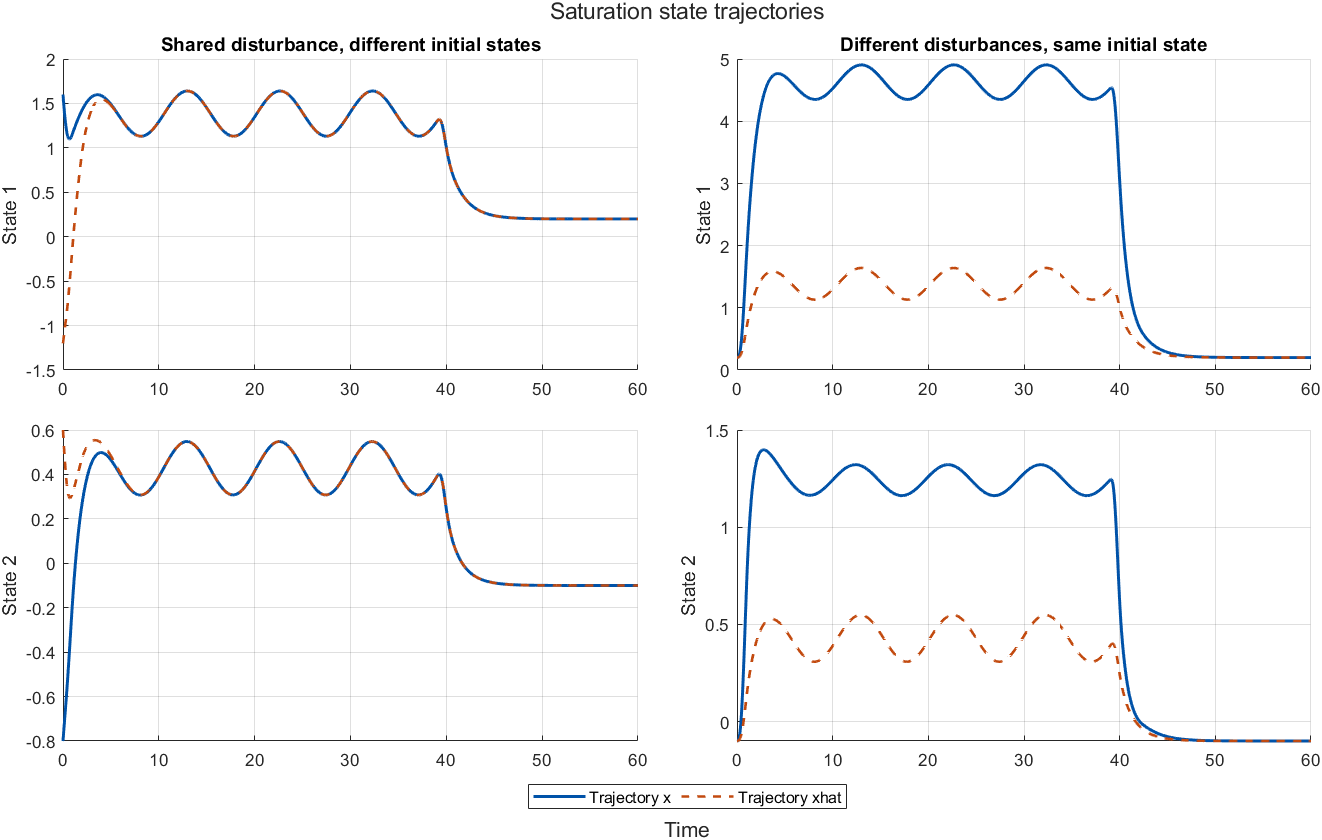 Saturation state trajectories
Shared disturbance, different initial states
2
1.5
1
0.5
0
-0.5
-1
-1.5
State 1
0 10 20 30 40 50 60
Different disturbances, same initial state
5
4
3
2
1
0
State 1
0 10 20 30 40 50 60
0.6
0.4
0.2
0
-0.2
-0.4
-0.6
-0.8
State 2
0 10 20 30 40 50 60
1.5
1
0.5
0
State 2
0 10 20 30 40 50 60
Trajectory x Trajectory xhat
Time